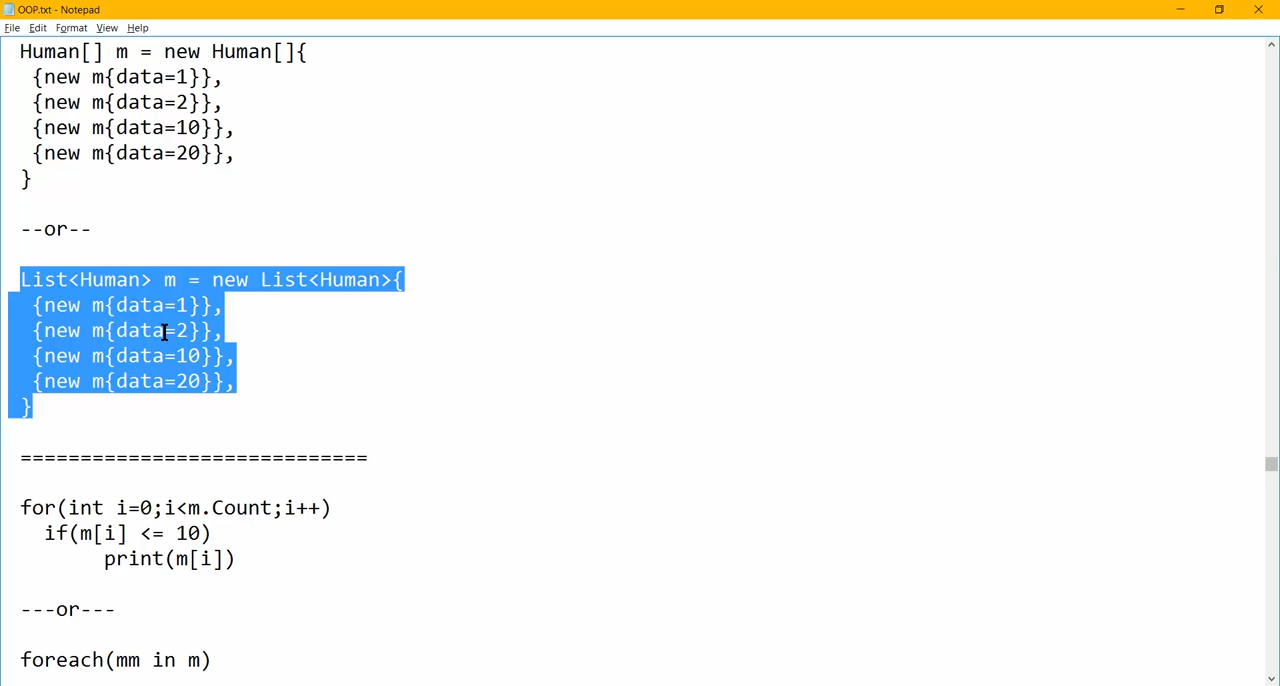 OOP.txt - Notepad
File Edit Format View Help
Human[] m = new Human[]{
{new m{data=1}},
{new m{data=2}},
{new m{data=10}},
{new m{data=20}},
}
--or--
List<Human> m = new List<Human>{
{new m{data=1}},
{new m{data=2}},
{new m{data=10}},
{new m{data=20}},
}
=============================
for(int i=0;i<m.Count;i++)
if(m[i] <= 10)
print(m[i])
---or---
foreach(mm in m)